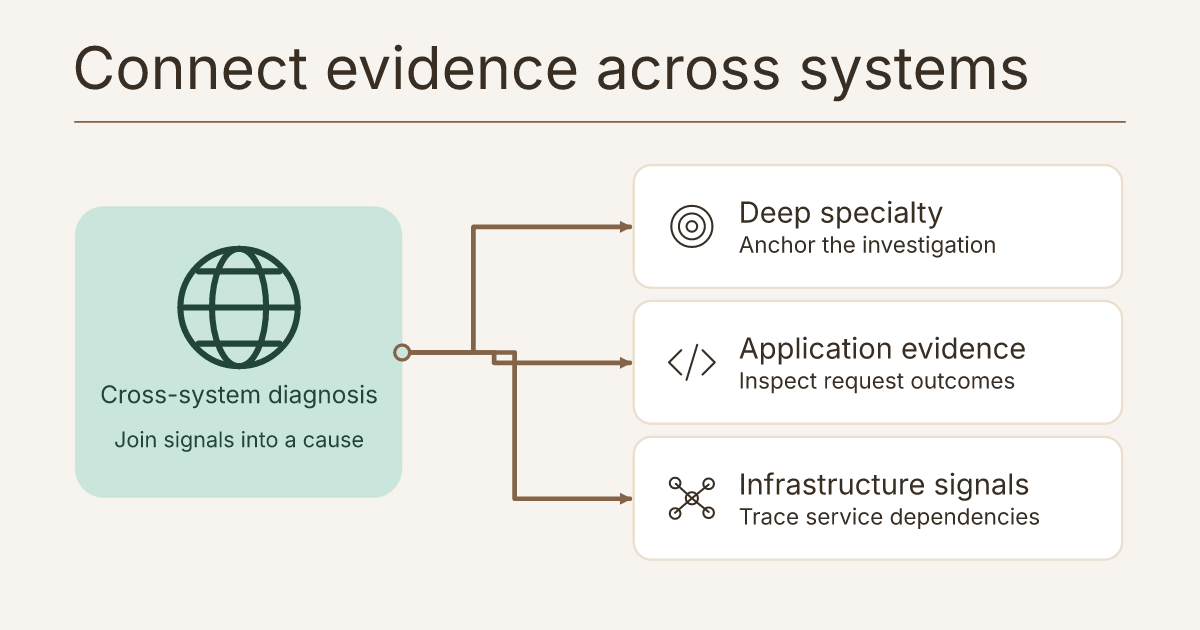 Connect evidence across systems
Cross-system diagnosis
Join signals into a cause
Deep specialty
Anchor the investigation
Application evidence
Inspect request outcomes
Infrastructure signals
Trace service dependencies